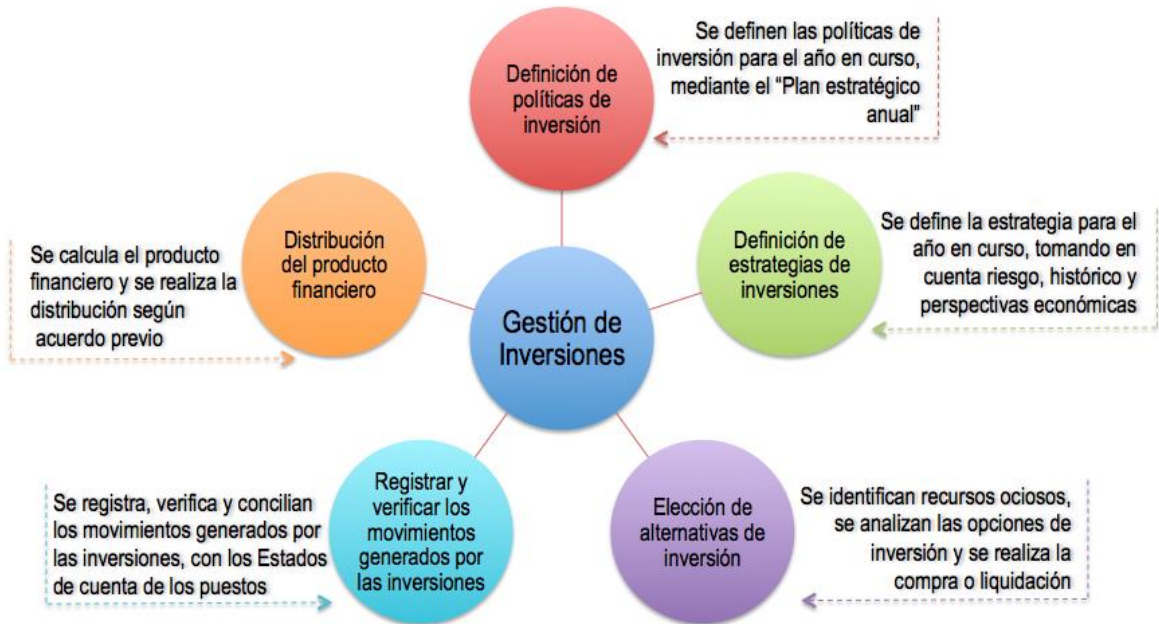 Definición de
políticas de
inversión
Se definen las políticas de
inversión para el año en curso,
mediante el “Plan estratégico
anual”
Definición de
estrategias de
inversiones
Se define la estrategia para el
año en curso, tomando en
cuenta riesgo, histórico y
perspectivas económicas
Gestión de
Inversiones
Distribución
del producto
financiero
Se calcula el producto
financiero y se realiza la
distribución según
acuerdo previo
Registrar y
verificar los
movimientos
generados por
las inversiones
Se registra, verifica y concilian
los movimientos generados por
las inversiones, con los Estados
de cuenta de los puestos
Elección de
alternativas de
inversión
Se identifican recursos ociosos,
se analizan las opciones de
inversión y se realiza la
compra o liquidación